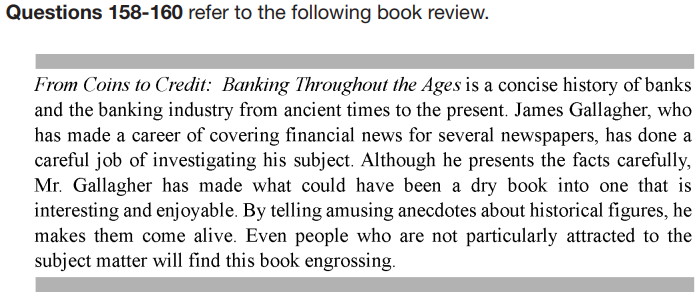 Questions 158-160 refer to the following book review.
From Coins to Credit: Banking Throughout the Ages is a concise history of banks
and the banking industry from ancient times to the present. James Gallagher, who
has made a career of covering financial news for several newspapers, has done a
careful job of investigating his subject. Although he presents the facts carefully,
Mr. Gallagher has made what could have been a dry book into one that is
interesting and enjoyable. By telling amusing anecdotes about historical figures, he
makes them come alive. Even people who are not particularly attracted to the
subject matter will find this book engrossing.